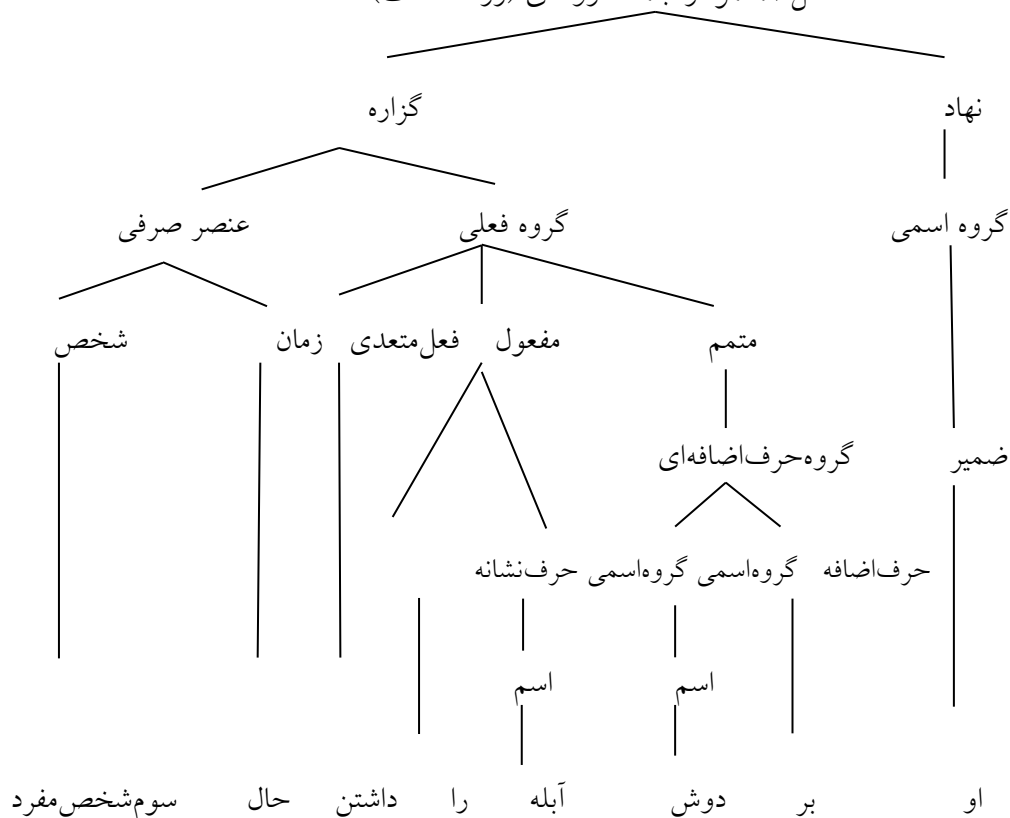 نهاد گزاره
گروه اسمی گروه فعلی عنصر صرفی
متمم مفعول فعل‌متعدی زمان شخص
ضمیر گروه‌حرف‌اضافه‌ای
حرف‌اضافه گروه‌اسمی گروه‌اسمی حرف‌نشانه
اسم اسم
او بر دوش آبله را داشتن حال سوم‌شخص‌مفرد